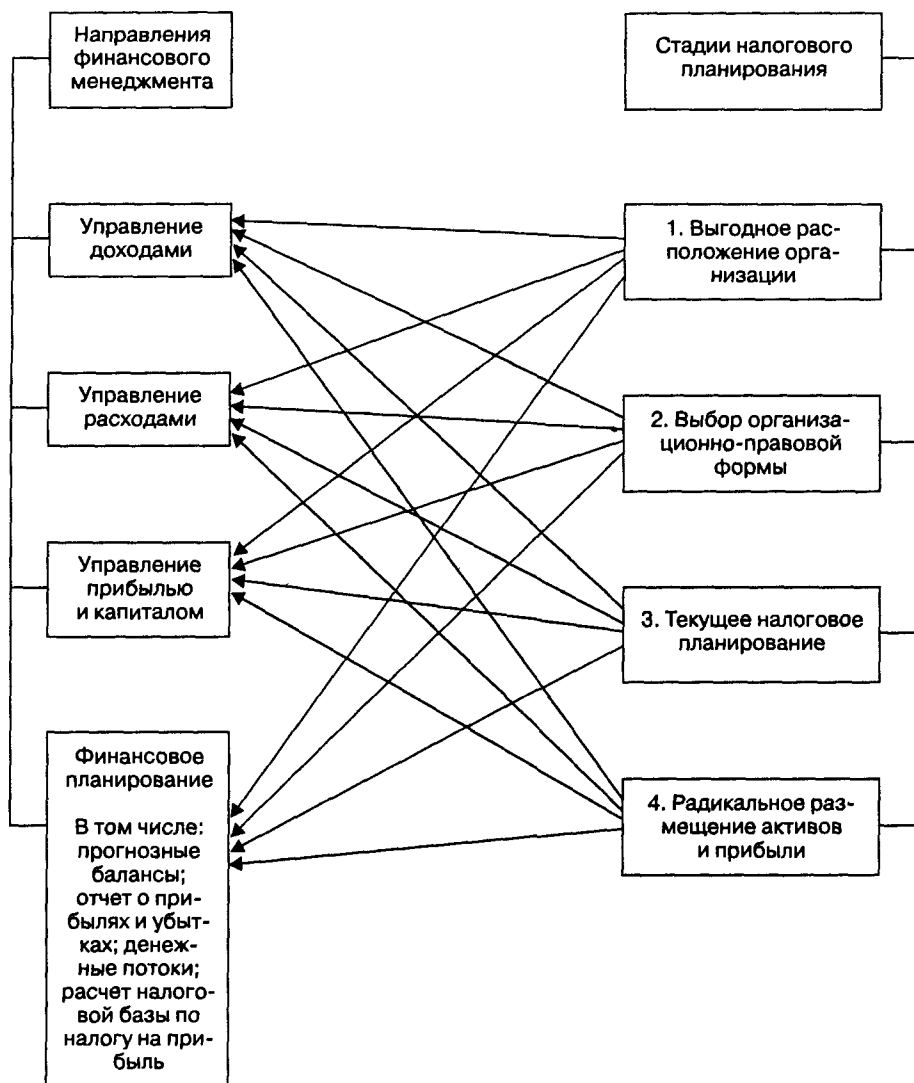 Направления
финансового
менеджмента
Стадии налогового
планирования
Управление
доходами
1. Выгодное рас-
положение орга-
низации
Управление
расходами
2. Выбор организа-
ционно-правовой
формы
Управление
прибылью
и капиталом
3. Текущее налоговое
планирование
Финансовое
планирование
В том числе:
прогнозные
балансы;
отчет о при-
былях и убыт-
ках; денеж-
ные потоки;
расчет налого-
вой базы по
налогу на при-
быль
4. Радикальное раз-
мещение активов
и прибыли